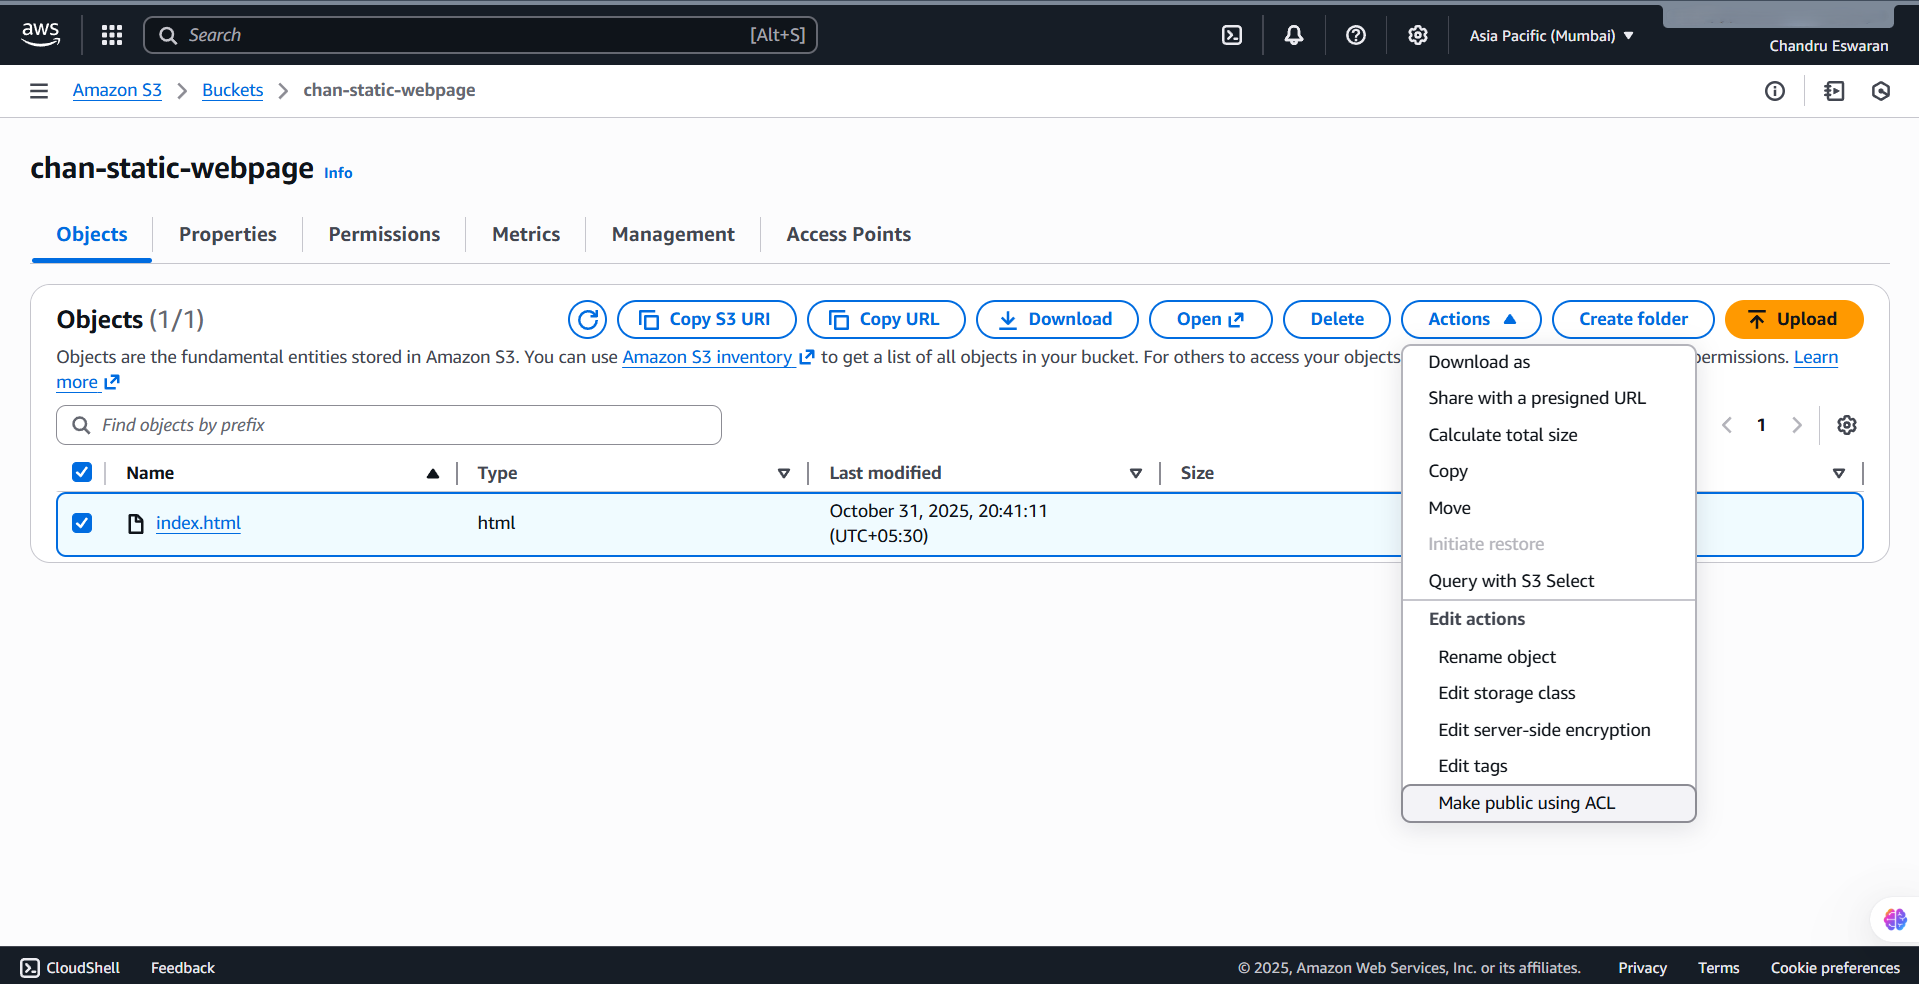 aws
Search [Alt+S]
Asia Pacific (Mumbai)
Chandru Eswaran
Amazon S3 Buckets chan-static-webpage
chan-static-webpage Info
Objects Properties Permissions Metrics Management Access Points
Objects (1/1)
Copy S3 URI Copy URL Download Open Delete Actions Create folder Upload
Objects are the fundamental entities stored in Amazon S3. You can use Amazon S3 inventory to get a list of all objects in your bucket. For others to access your objects permissions. Learn
more
Find objects by prefix
1
Name Type Last modified Size
index.html html October 31, 2025, 20:41:11
(UTC+05:30)
Download as
Share with a presigned URL
Calculate total size
Copy
Move
Initiate restore
Query with S3 Select
Edit actions
Rename object
Edit storage class
Edit server-side encryption
Edit tags
Make public using ACL
CloudShell Feedback © 2025, Amazon Web Services, Inc. or its affiliates. Privacy Terms Cookie preferences